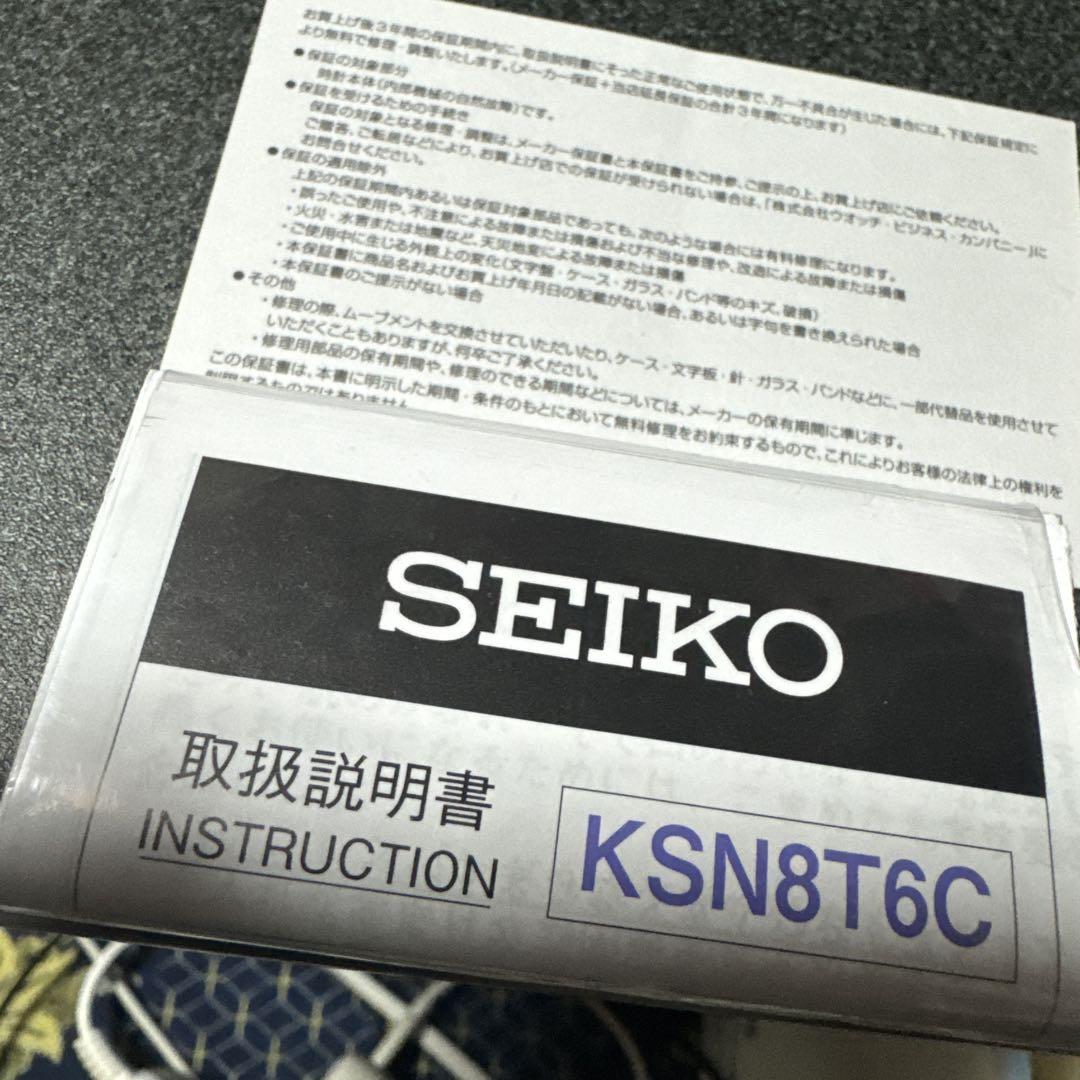 お買上げ後3年間の保証期間内に、取扱説明書にそった正常なご使用状態で、万一不具合が生じた場合には、下記保証規定に
より無料で修理・調整いたします。(メーカー保証+当店延長保証の合計3年間になります)
●保証の対象部分
時計本体(内部機械の自然故障)です。
●保証を受けるための手続き
保証の対象となる修理・調整は、メーカー保証書と本保証書をご持参、ご提示の上、お買上げ店にご依頼ください。
ご贈答、ご転居などにより、お買上げ店での保証が受けられない場合は、「株式会社ウオッチ・ビジネス・カンパニー」に
お問合せください。
●保証の適用除外
上記の保証期間内あるいは保証対象部品であっても、次のような場合には有料修理になります。
・誤ったご使用や、不注意による故障または損傷および不当な修理や、改造による故障または損傷
・火災・水害または地震など、天災地変による故障または損傷
・ご使用中に生じる外観上の変化(文字盤・ケース・ガラス・バンド等のキズ、破損)
・本保証書に商品名およびお買上げ年月日の記載がない場合、あるいは字句を書き換えられた場合
・本保証書のご提示がない場合
●その他
・修理の際、ムーブメントを交換させていただいたり、ケース・文字板・針・ガラス・バンドなどに、一部代替品を使用させて
いただくこともありますが、何卒ご了承ください。
・修理用部品の保有期間や、修理のできる期間などについては、メーカーの保有期間に準じます。
この保証書は、本書に明示した期間・条件のもとにおいて無料修理をお約束するもので、これによりお客様の法律上の権利を
制限するものではありません
SEIKO
取扱説明書
INSTRUCTION
KSN8T6C